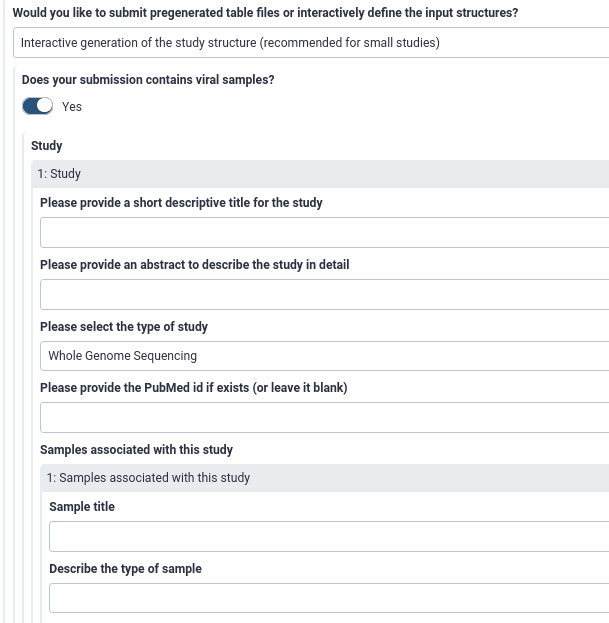 Would you like to submit pregenerated table files or interactively define the input structures?
Interactive generation of the study structure (recommended for small studies)
Does your submission contains viral samples?
Yes
Study
1: Study
Please provide a short descriptive title for the study
Please provide an abstract to describe the study in detail
Please select the type of study
Whole Genome Sequencing
Please provide the PubMed id if exists (or leave it blank)
Samples associated with this study
1: Samples associated with this study
Sample title
Describe the type of sample